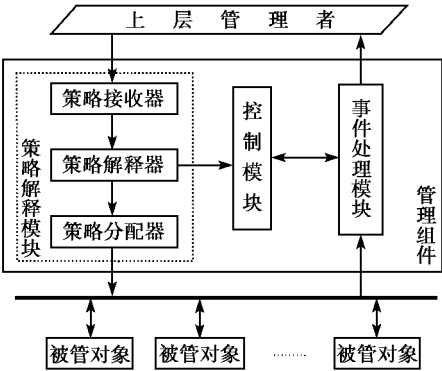 上层管理者
策略接收器
策略解释器
策略分配器
策略解释模块
控制模块
事件处理模块
管理组件
被管对象
被管对象
……
被管对象